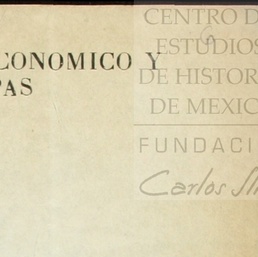 CENTRO D
ESTUDIOS
DE HISTOR
DE MEXIC
FUNDACI
Carlos Sli
CONOMICO Y
PAS